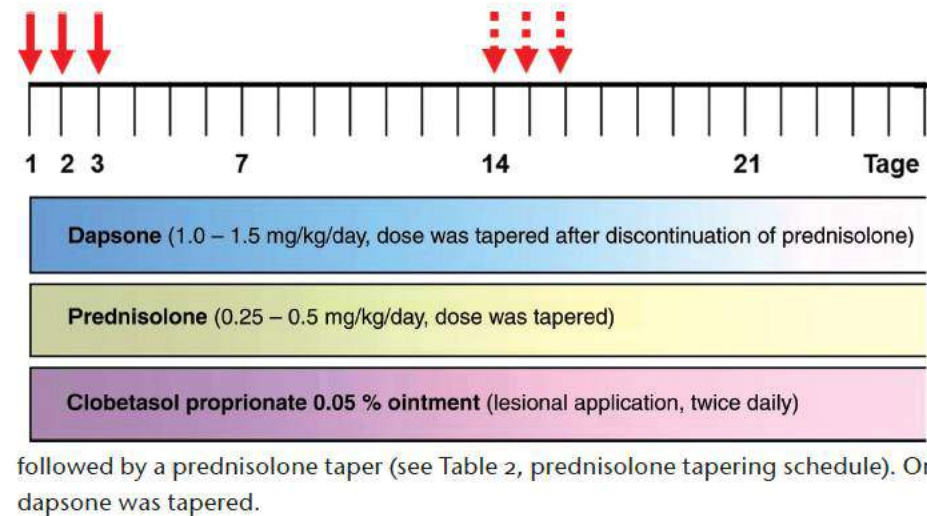 1 2 3 7 14 21 Tage
Dapsone (1.0 – 1.5 mg/kg/day, dose was tapered after discontinuation of prednisolone)
Prednisolone (0.25 – 0.5 mg/kg/day, dose was tapered)
Clobetasol proprionate 0.05 % ointment (lesional application, twice daily)
followed by a prednisolone taper (see Table 2, prednisolone tapering schedule).
dapsone was tapered.